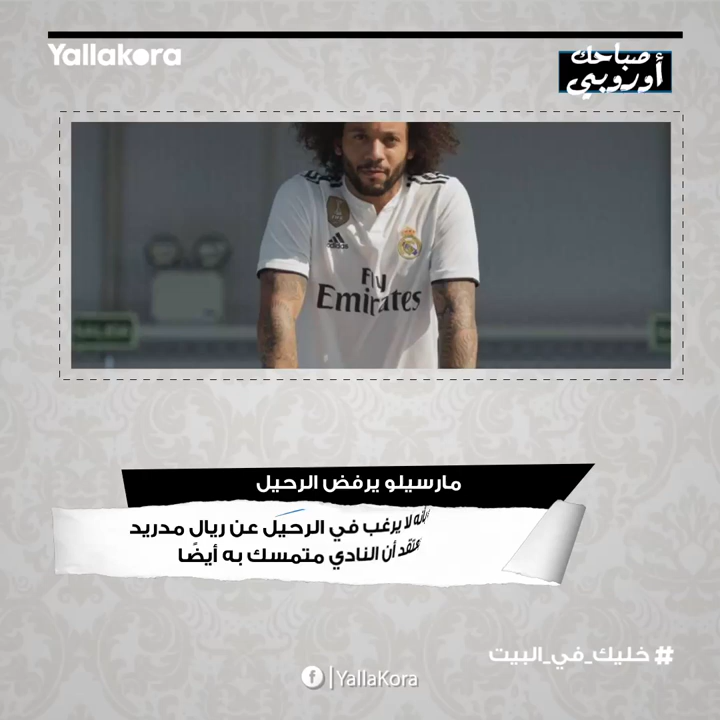 Yallakora
صباحك
أوروبي
adidas
Fly
Emirates
مارسيلو يرفض الرحيل
لا يرغب في الرحيل عن ريال مدريد
أن النادي متمسك به أيضًا
#خليك_في_البيت
YallaKora